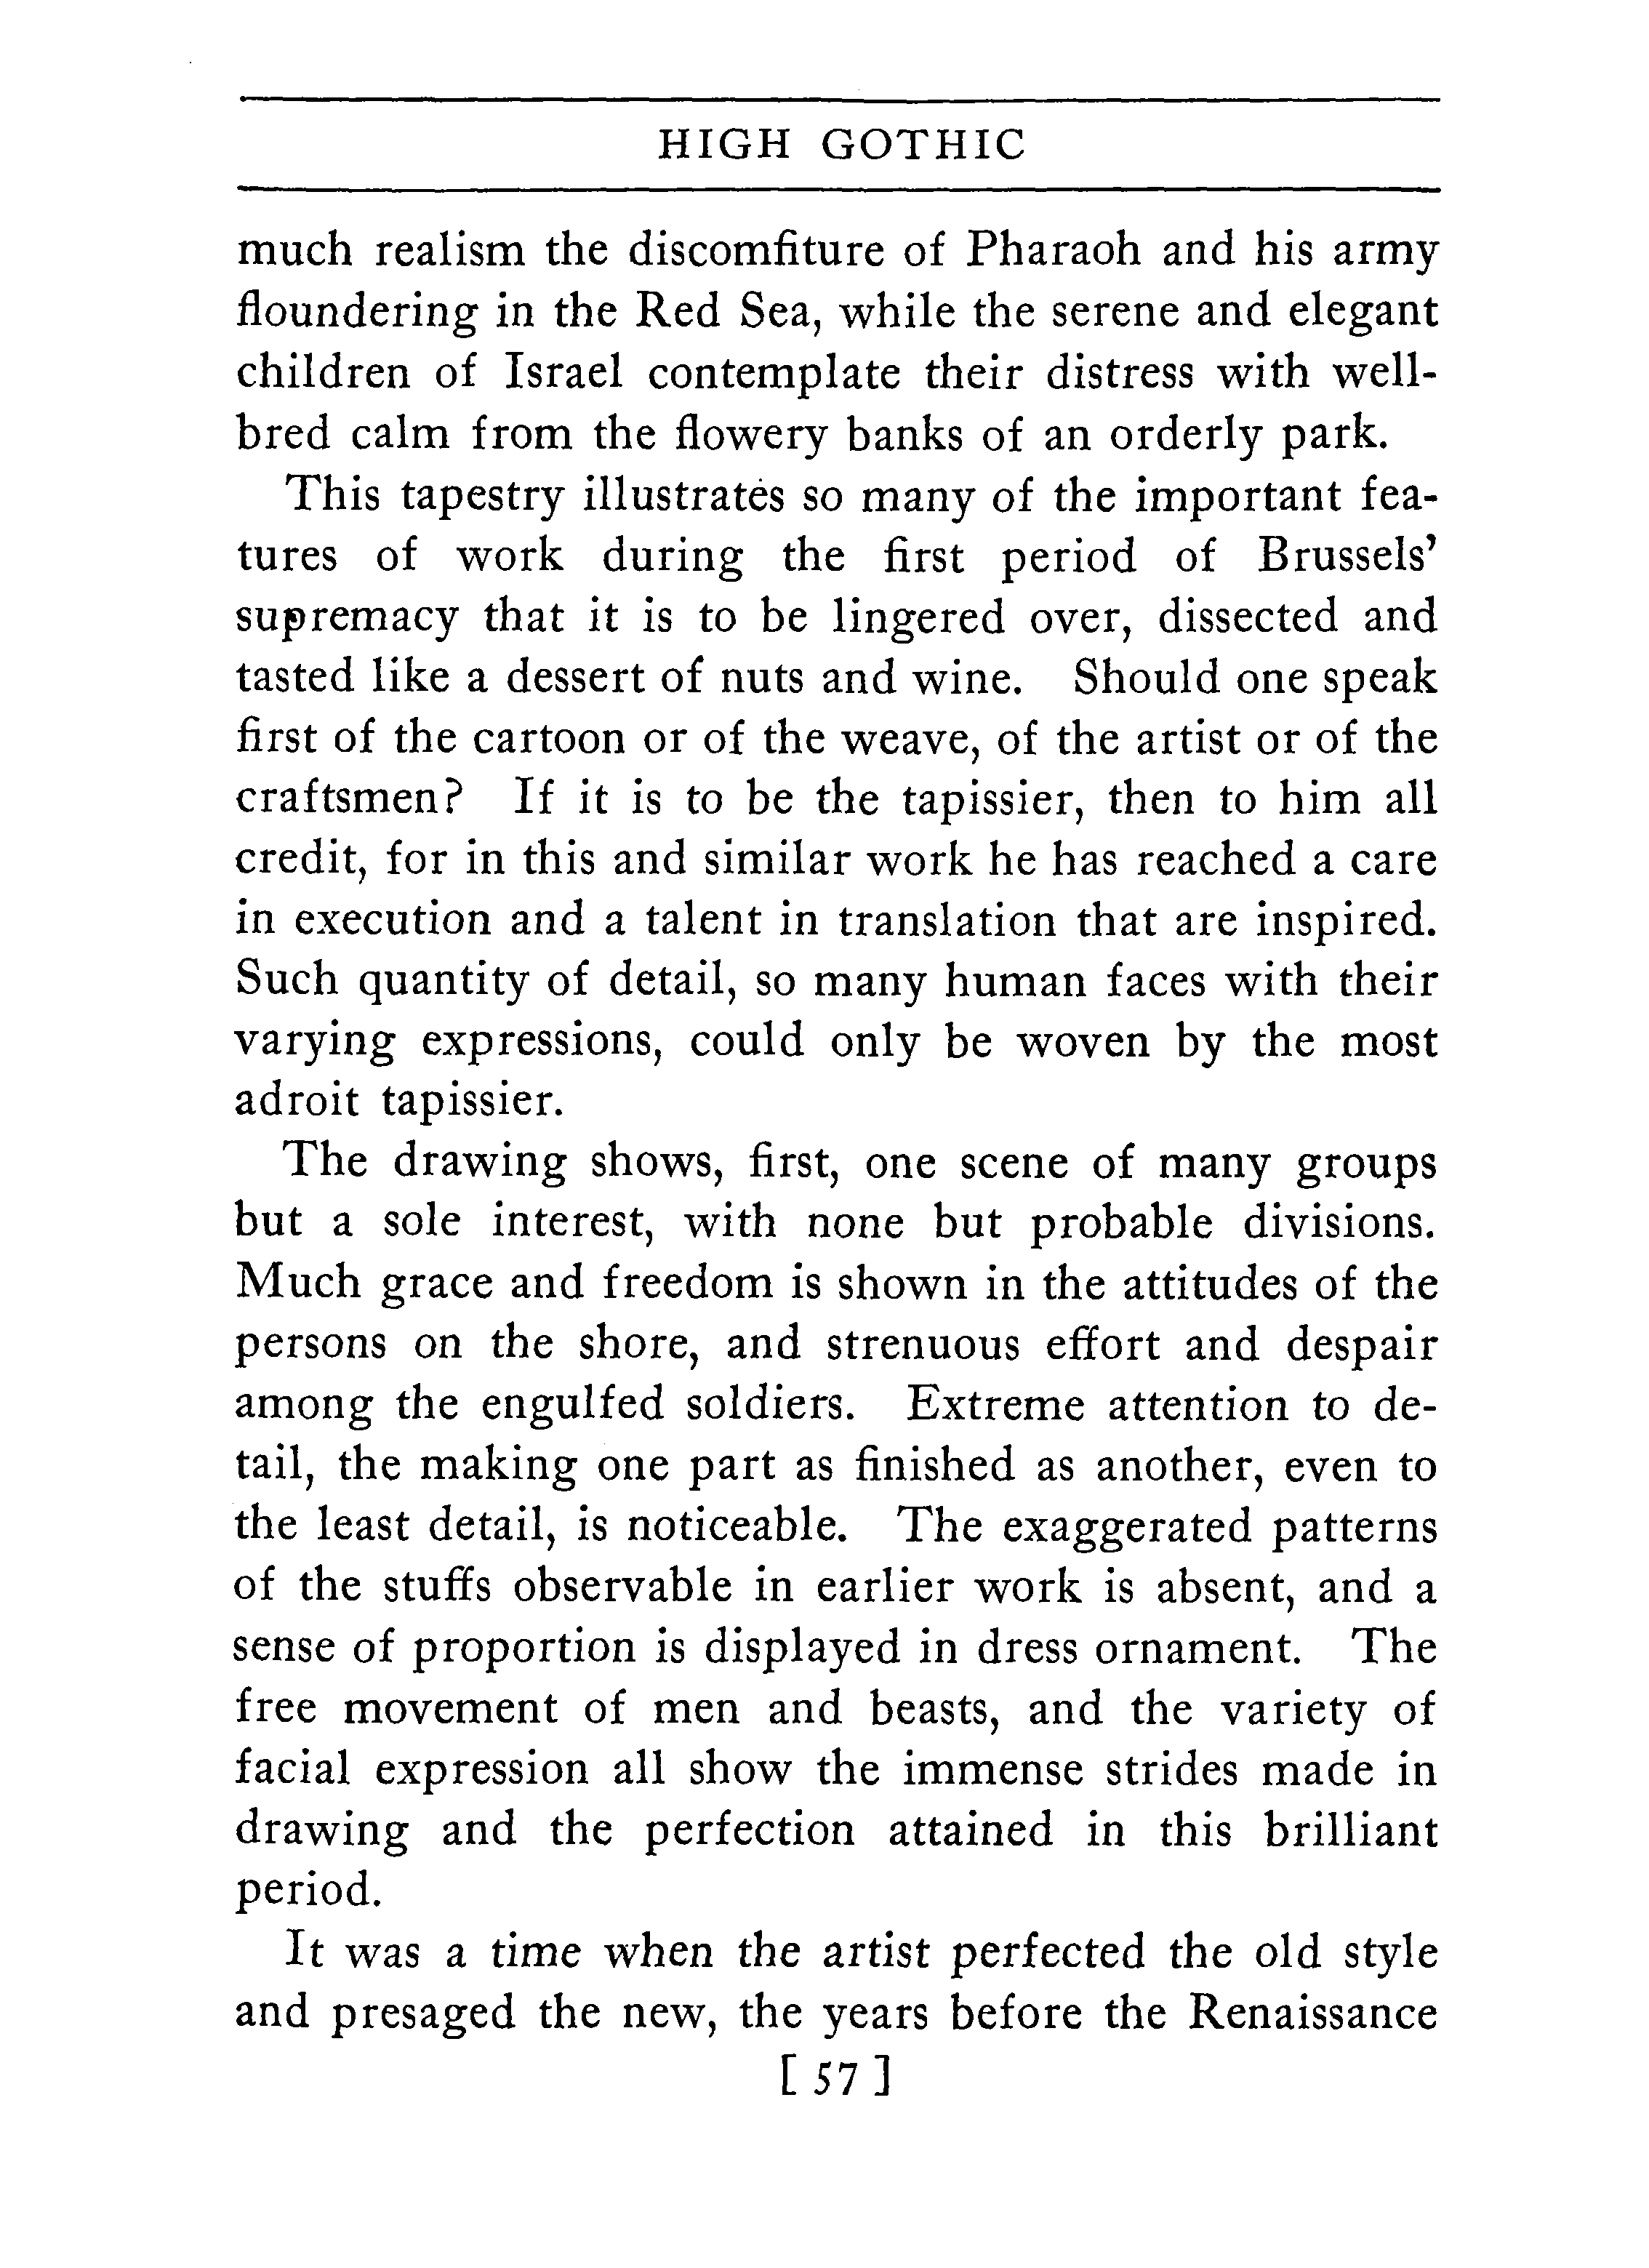 HIGH GOTHIC
much realism the discomfiture of Pharaoh and his army
floundering in the Red Sea, while the serene and elegant
children of Israel contemplate their distress with well-
bred calm from the flowery banks of an orderly park.
This tapestry illustrates so many of the important fea-
tures of work during the first period of Brussels'
supremacy that it is to be lingered over, dissected and
tasted like a dessert of nuts and wine. Should one speak
first of the cartoon or of the weave, of the artist or of the
craftsmen? If it is to be the tapissier, then to him all
credit, for in this and similar work he has reached a care
in execution and a talent in translation that are inspired.
Such quantity of detail, so many human faces with their
varying expressions, could only be woven by the most
adroit tapissier.
The drawing shows, first, one scene of many groups
but a sole interest, with none but probable divisions.
Much grace and freedom is shown in the attitudes of the
persons on the shore, and strenuous effort and despair
among the engulfed soldiers. Extreme attention to de-
tail, the making one part as finished as another, even to
the least detail, is noticeable. The exaggerated patterns
of the stuffs observable in earlier work is absent, and a
sense of proportion is displayed in dress ornament. The
free movement of men and beasts, and the variety of
facial expression all show the immense strides made in
drawing and the perfection attained in this brilliant
period.
It was a time when the artist perfected the old style
and presaged the new, the years before the Renaissance
[ 57 ]